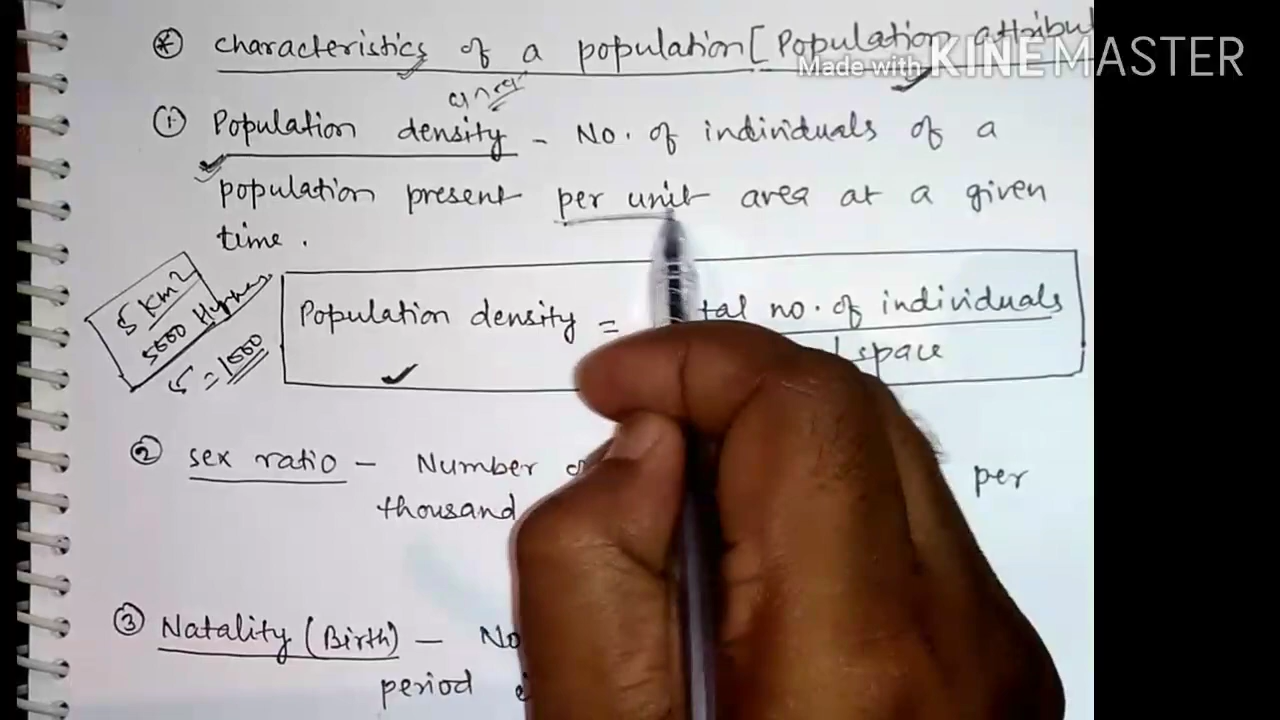 * characteristics of a population [Population attribut
Made with KINEMASTER
① Population density - No. of individuals of a
population present per unit area at a given
time.
5 Km2
5000
5 = 1000
Population density = tal no. of individuals
space
② sex ratio - Number per
thousand
③ Natality (Birth) - No
period